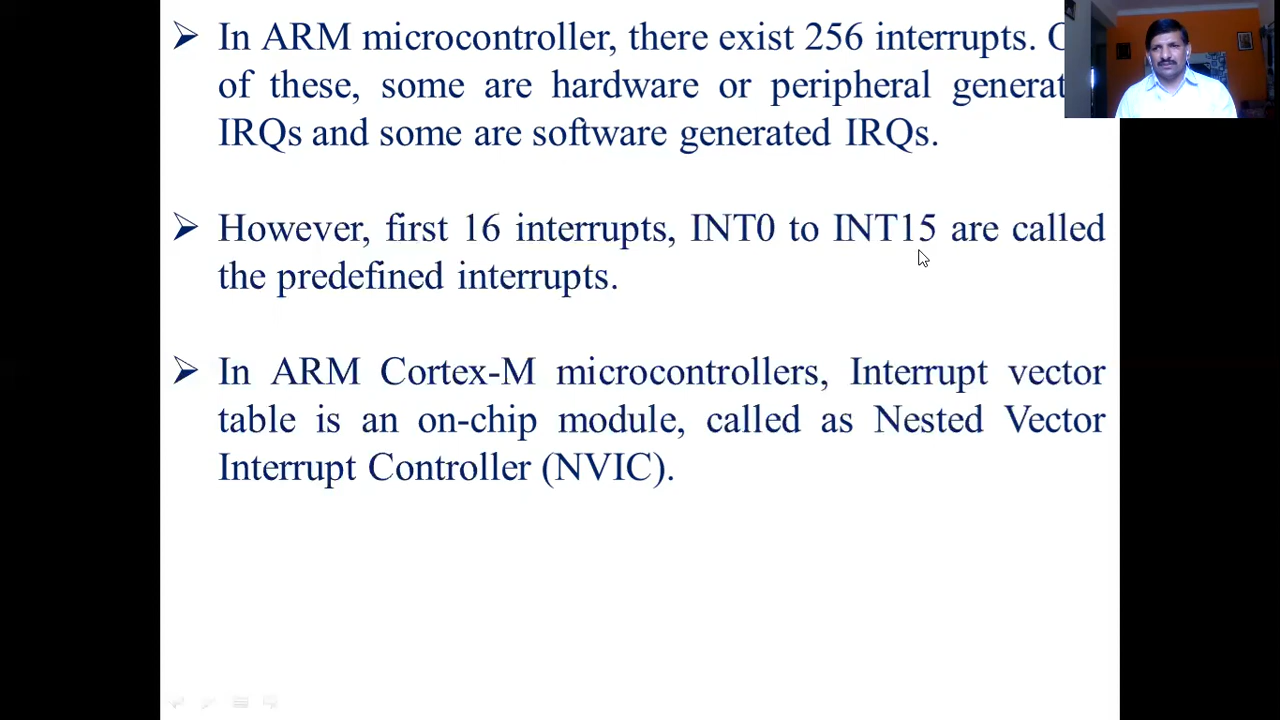 In ARM microcontroller, there exist 256 interrupts.
of these, some are hardware or peripheral
IRQs and some are software generated IRQs.
However, first 16 interrupts, INT0 to INT15 are called
the predefined interrupts.
In ARM Cortex-M microcontrollers, Interrupt vector
table is an on-chip module, called as Nested Vector
Interrupt Controller (NVIC).